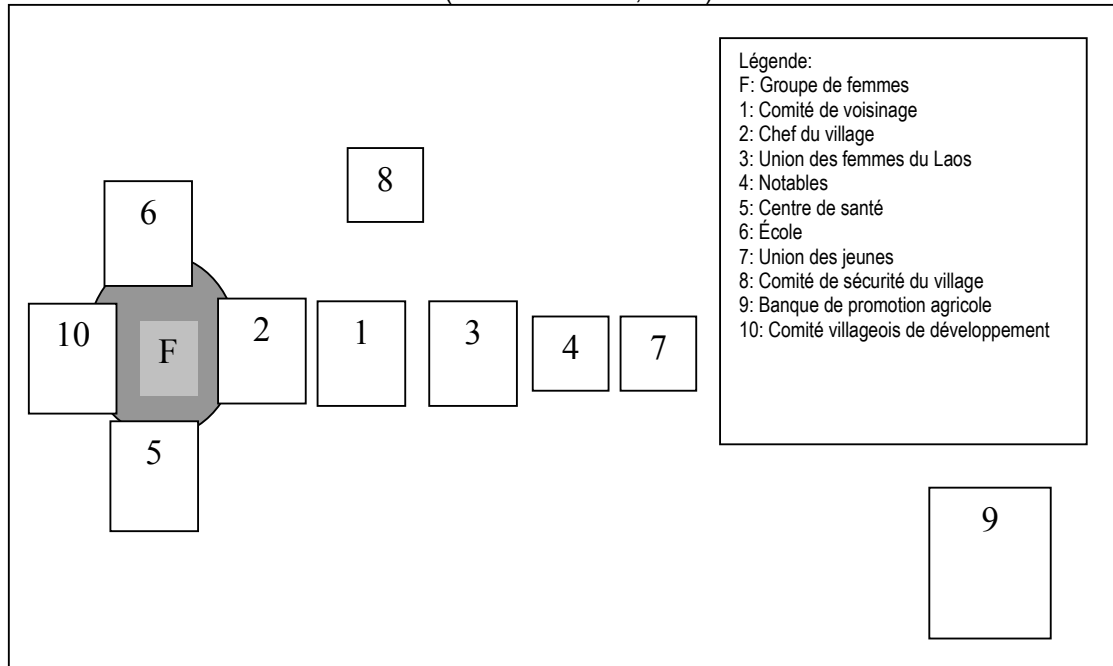 Légende:
F: Groupe de femmes
1: Comité de voisinage
2: Chef du village
3: Union des femmes du Laos
4: Notables
5: Centre de santé
6: École
7: Union des jeunes
8: Comité de sécurité du village
9: Banque de promotion agricole
10: Comité villageois de développement
8
6
10 F 2 1 3 4 7
5
9